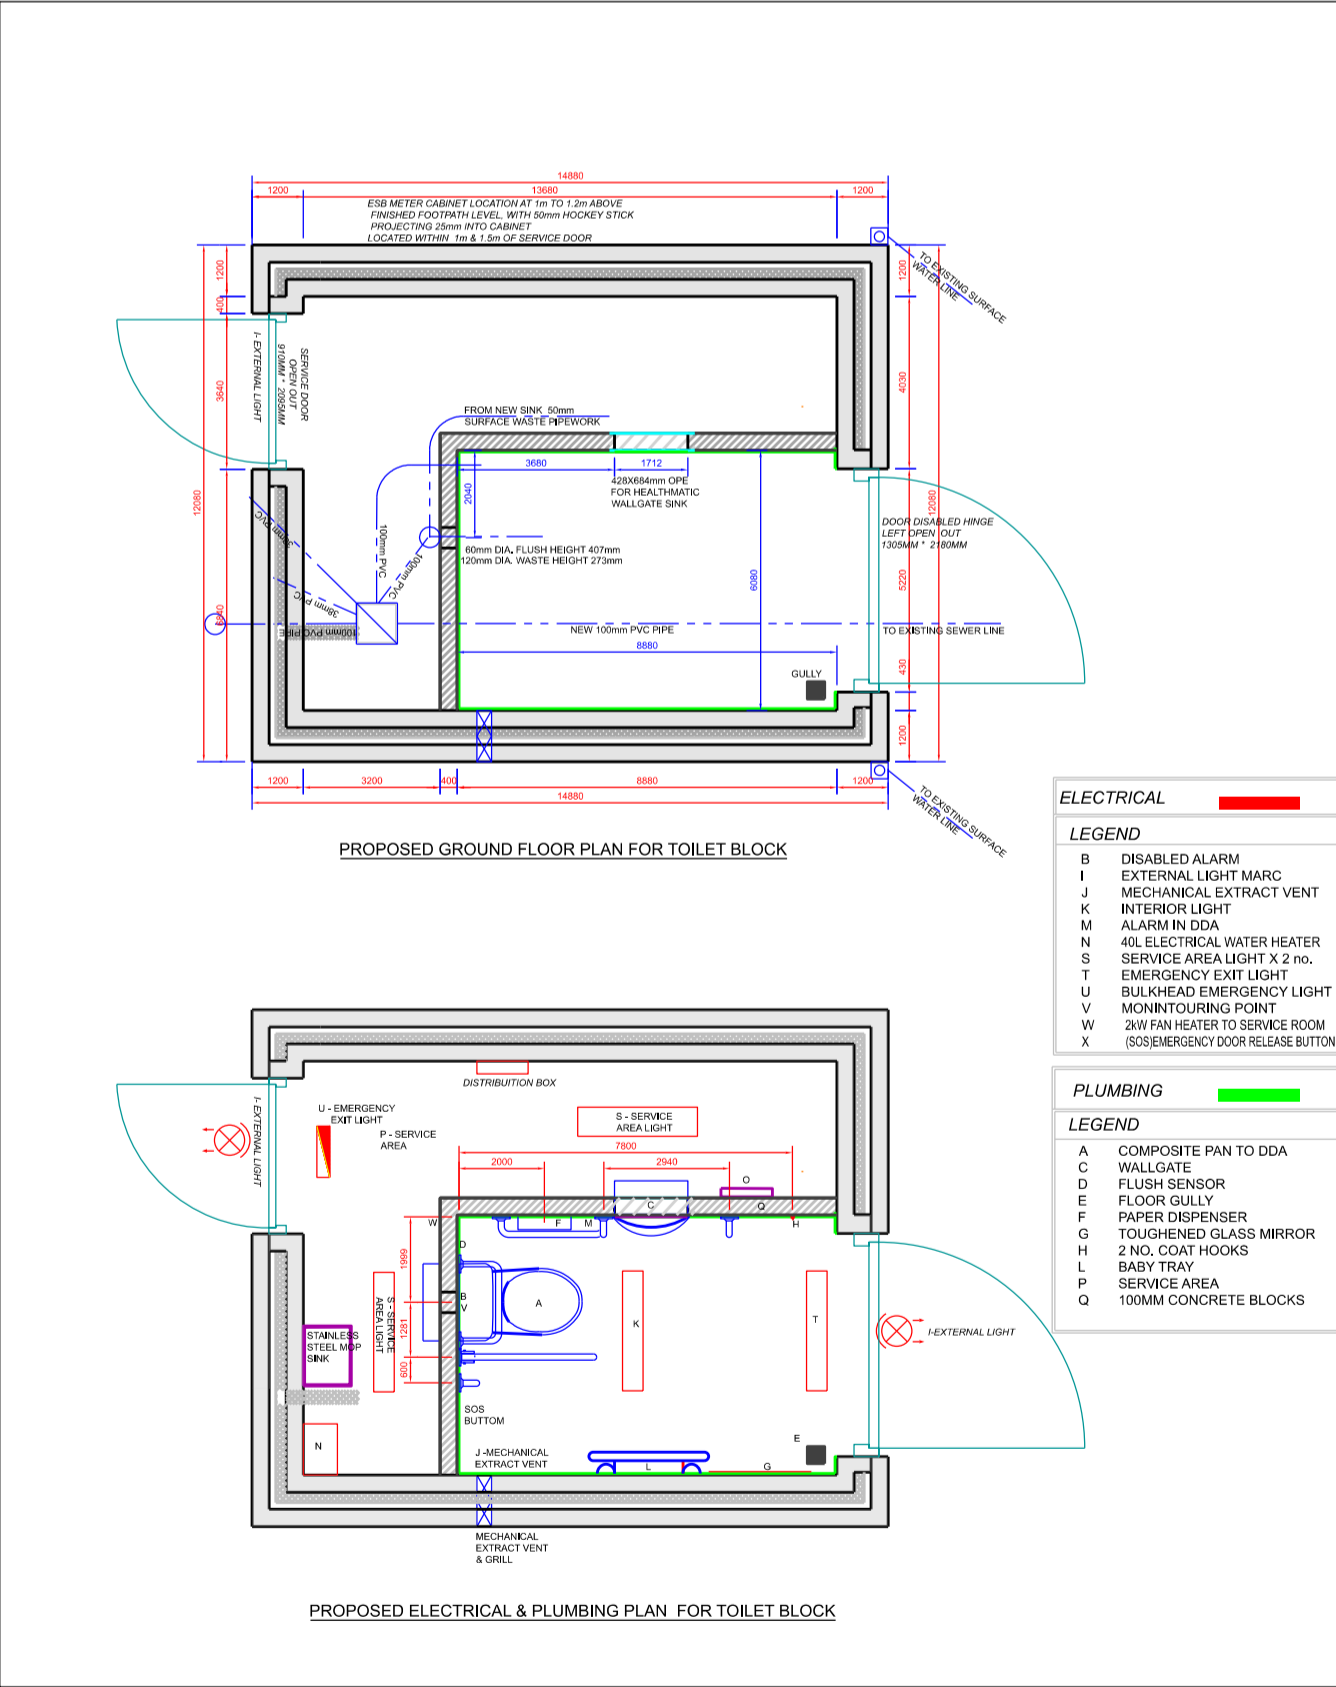 14880
1200
13680
1200
ESB METER CABINET LOCATION AT 1m TO 1.2m ABOVE
FINISHED FOOTPATH LEVEL, WITH 50mm HOCKEY STICK
PROJECTING 25mm INTO CABINET
LOCATED WITHIN 1m & 1.5m OF SERVICE DOOR
TO EXISTING SURFACE
WATER LINE
1200
400
3640
12080
6840
I- EXTERNAL LIGHT
SERVICE DOOR
OPEN OUT
910MM * 2095MM
1200
4030
12080
5220
430
1200
FROM NEW SINK 50mm
SURFACE WASTE PIPEWORK
3680
1712
2040
428X684mm OPE
FOR HEALTHMATIC
WALLGATE SINK
DOOR DISABLED HINGE
LEFT OPEN OUT
1305MM * 2180MM
38mm PVC
100mm PVC
100mm PVC
38mm PVC
60mm DIA. FLUSH HEIGHT 407mm
120mm DIA. WASTE HEIGHT 273mm
6080
100mm PVC PIPE
NEW 100mm PVC PIPE
TO EXISTING SEWER LINE
8880
GULLY
1200
3200
400
8880
1200
14880
TO EXISTING SURFACE
WATER LINE
PROPOSED GROUND FLOOR PLAN FOR TOILET BLOCK
ELECTRICAL
LEGEND
B DISABLED ALARM
I EXTERNAL LIGHT MARC
J MECHANICAL EXTRACT VENT
K INTERIOR LIGHT
M ALARM IN DDA
N 40L ELECTRICAL WATER HEATER
S SERVICE AREA LIGHT X 2 no.
T EMERGENCY EXIT LIGHT
U BULKHEAD EMERGENCY LIGHT
V MONINTOURING POINT
W 2kW FAN HEATER TO SERVICE ROOM
X (SOS)EMERGENCY DOOR RELEASE BUTTON
PLUMBING
LEGEND
A COMPOSITE PAN TO DDA
C WALLGATE
D FLUSH SENSOR
E FLOOR GULLY
F PAPER DISPENSER
G TOUGHENED GLASS MIRROR
H 2 NO. COAT HOOKS
L BABY TRAY
P SERVICE AREA
Q 100MM CONCRETE BLOCKS
DISTRIBUITION BOX
I- EXTERNAL LIGHT
U - EMERGENCY
EXIT LIGHT
P - SERVICE
AREA
S - SERVICE
AREA LIGHT
7800
2000
2940
O
C
Q
W
F
M
H
D
1999
B
V
A
K
T
I-EXTERNAL LIGHT
S - SERVICE
AREA LIGHT
1281
600
STAINLESS
STEEL MOP
SINK
SOS
BUTTOM
N
J -MECHANICAL
EXTRACT VENT
L
G
E
MECHANICAL
EXTRACT VENT
& GRILL
PROPOSED ELECTRICAL & PLUMBING PLAN FOR TOILET BLOCK